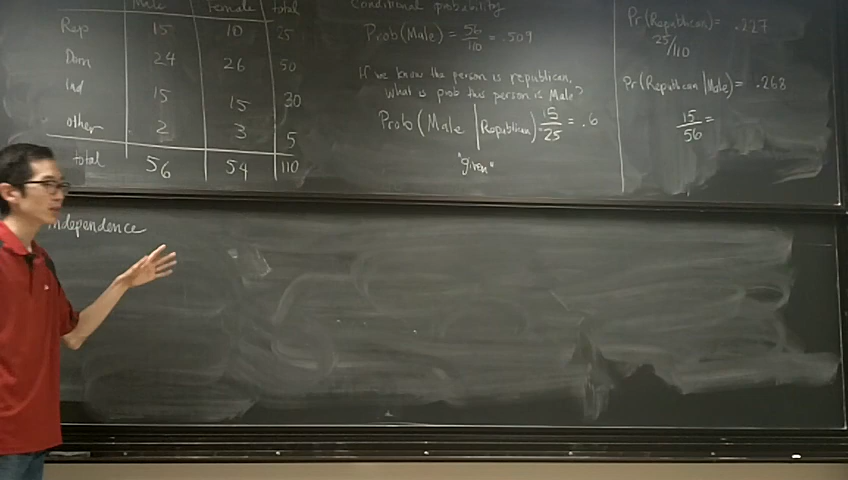 Male Female total
Rep 15 10 25
Dem 24 26 50
Ind 15 15 30
other 2 3 5
total 56 54 110
Conditional probability
Prob(Male) = 56/110 = .509
If we know the person is republican,
what is prob this person is Male?
Prob(Male | Republican) 15/25 = .6
"given"
Pr(Republican) = .227
25/110
Pr(Republican | Male) = .268
15/56 =
Independence